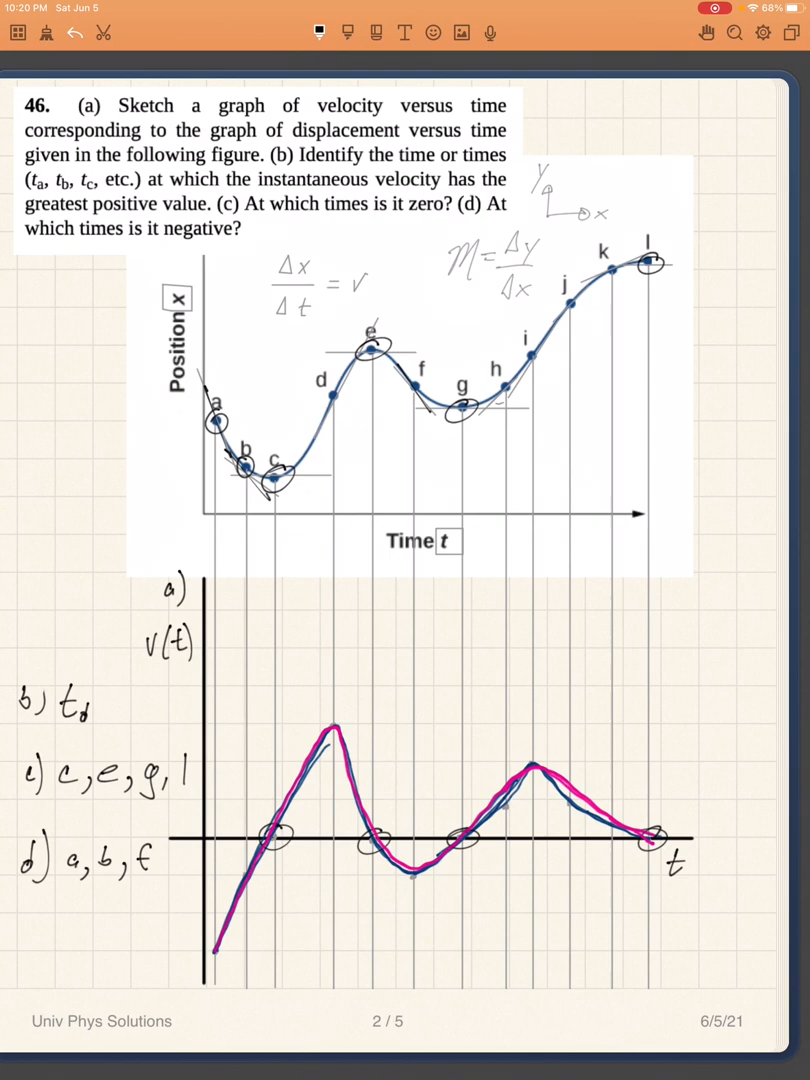 10:20 PM Sat Jun 5
68%
46. (a) Sketch a graph of velocity versus time
corresponding to the graph of displacement versus time
given in the following figure. (b) Identify the time or times
(ta, tb, tc, etc.) at which the instantaneous velocity has the
greatest positive value. (c) At which times is it zero? (d) At
which times is it negative?
y
x
Δx
Δt = v
M = Δy
Δx
Position x
a
b
c
d
e
f
g
h
i
j
k
l
Time t
a)
v(t)
b) td
c) c, e, g, l
d) a, b, f
t
Univ Phys Solutions
2 / 5
6/5/21